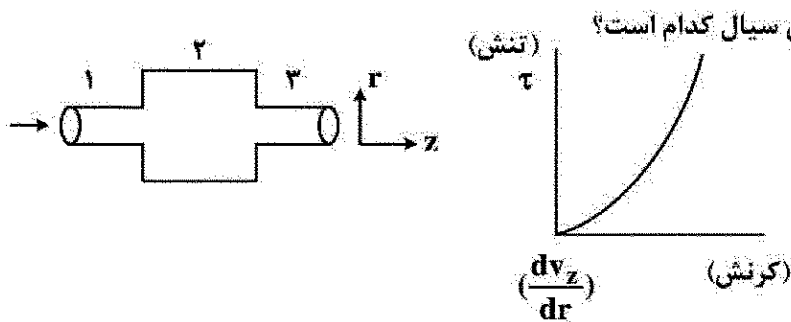 سیال کدام است؟
(تنش)
τ
۱ ۲ ۳
r
z
(dv_z/dr)
(کرنش)